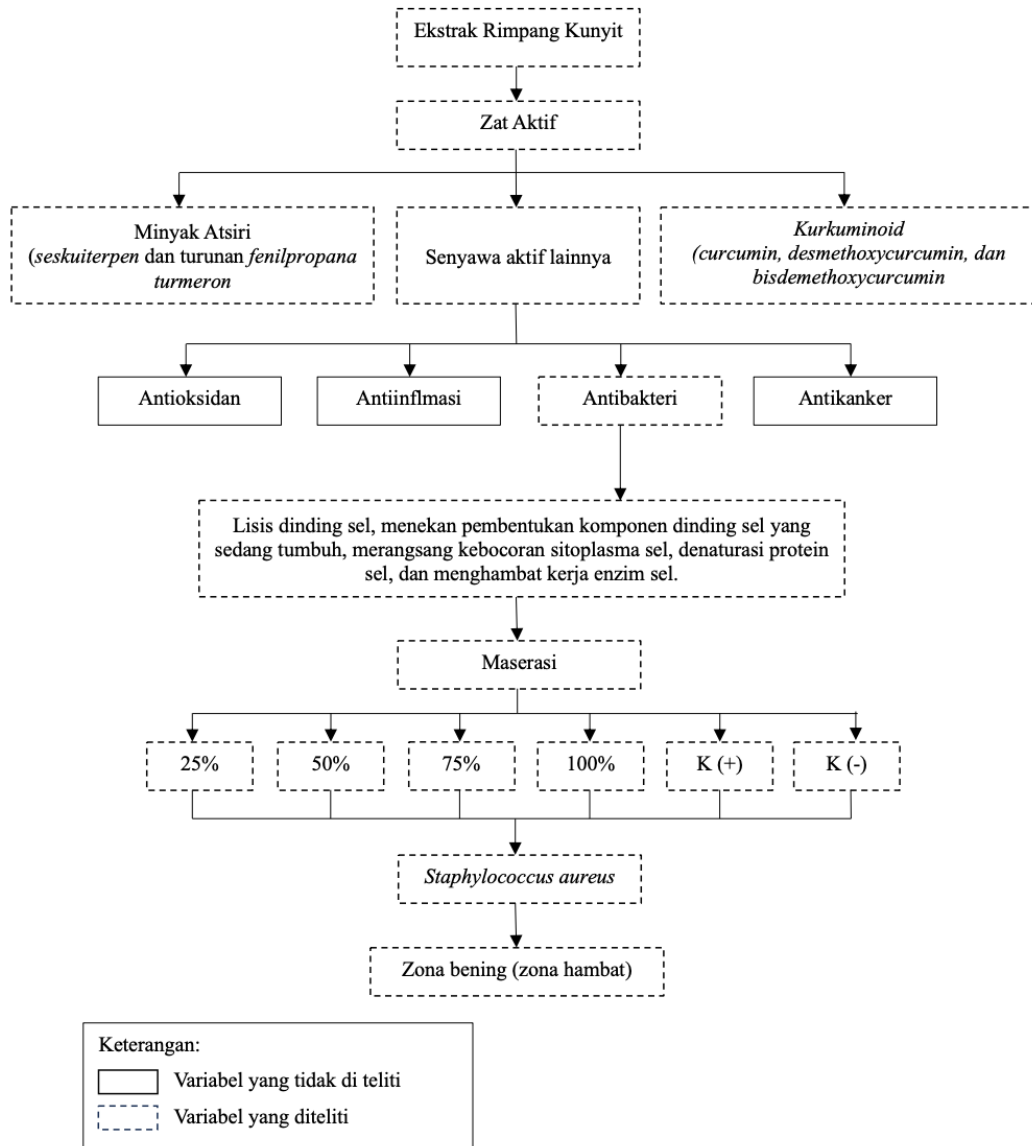 Ekstrak Rimpang Kunyit
Zat Aktif
Minyak Atsiri
(seskuiterpen dan turunan fenilpropana
turmeron
Senyawa aktif lainnya
Kurkuminoid
(curcumin, desmethoxycurcumin, dan
bisdemethoxycurcumin
Antioksidan
Antiinflmasi
Antibakteri
Antikanker
Lisis dinding sel, menekan pembentukan komponen dinding sel yang
sedang tumbuh, merangsang kebocoran sitoplasma sel, denaturasi protein
sel, dan menghambat kerja enzim sel.
Maserasi
25%
50%
75%
100%
K (+)
K (-)
Staphylococcus aureus
Zona bening (zona hambat)
Keterangan:
Variabel yang tidak di teliti
Variabel yang diteliti